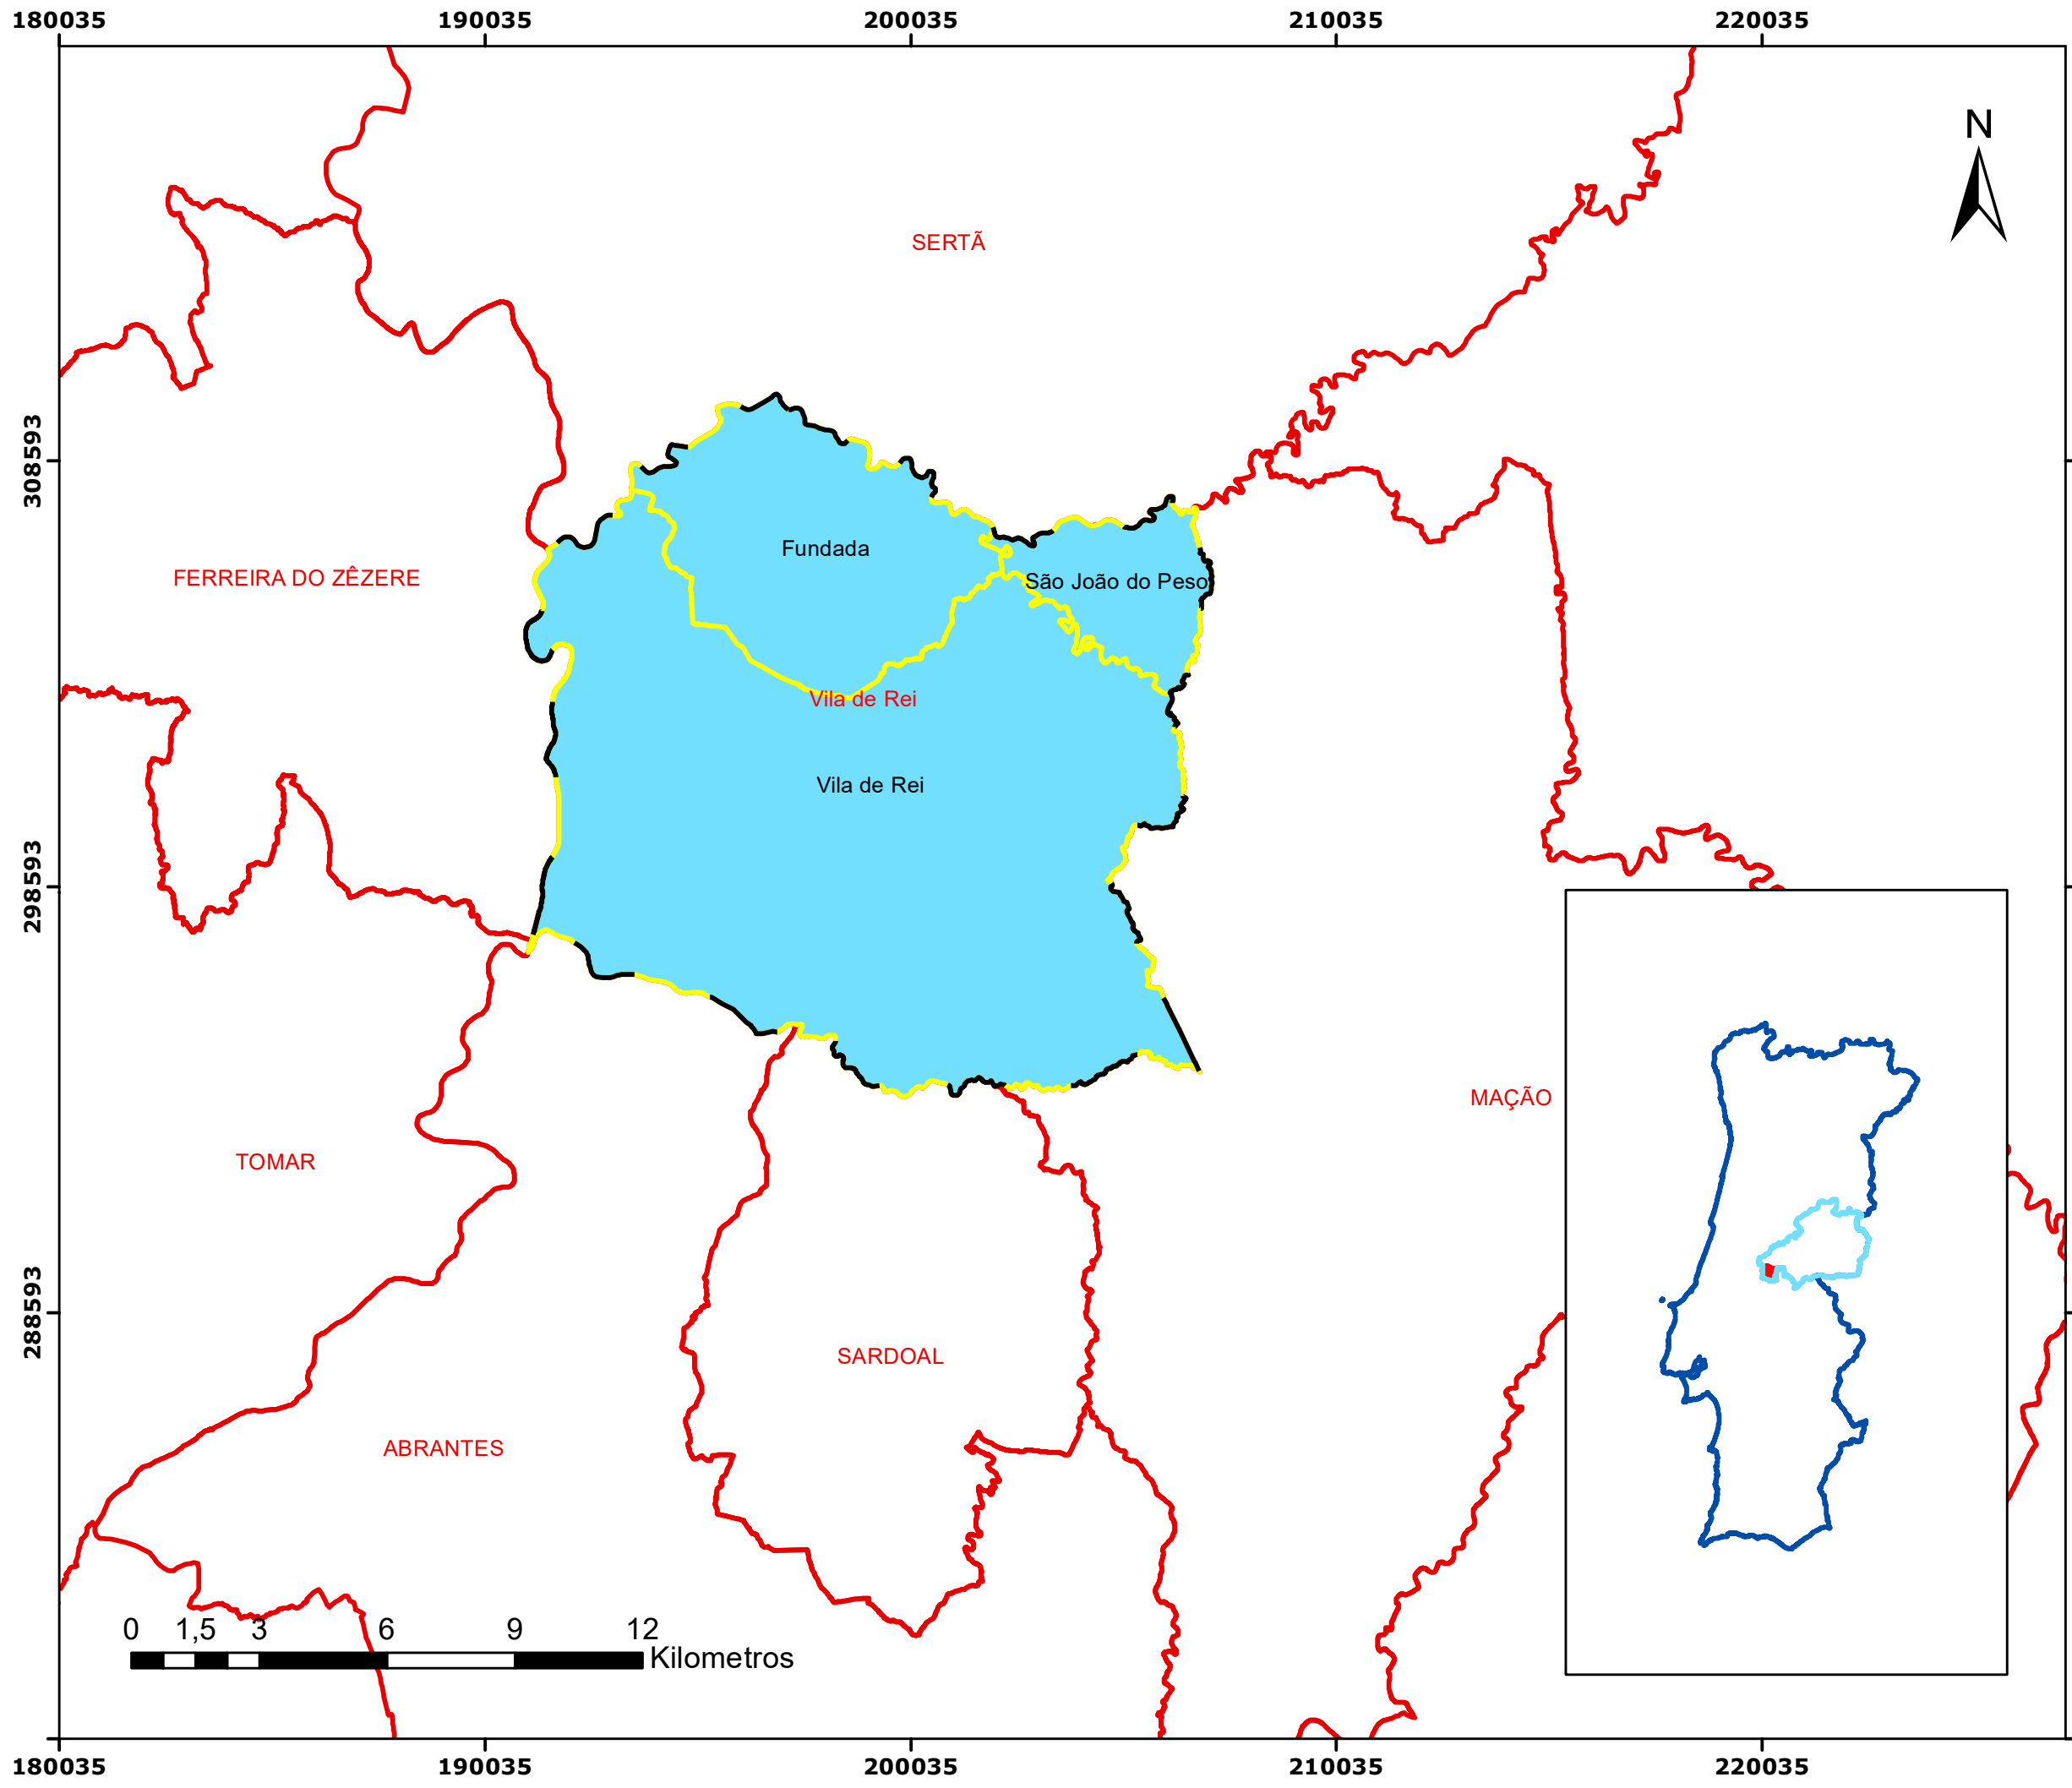 180035 190035 200035 210035 220035
N
SERTÃ
308593
Fundada
FERREIRA DO ZÊZERE
São João do Peso
Vila de Rei
Vila de Rei
298593
MAÇÃO
TOMAR
288593
SARDOAL
ABRANTES
0 1,5 3 6 9 12
Kilometros
180035 190035 200035 210035 220035